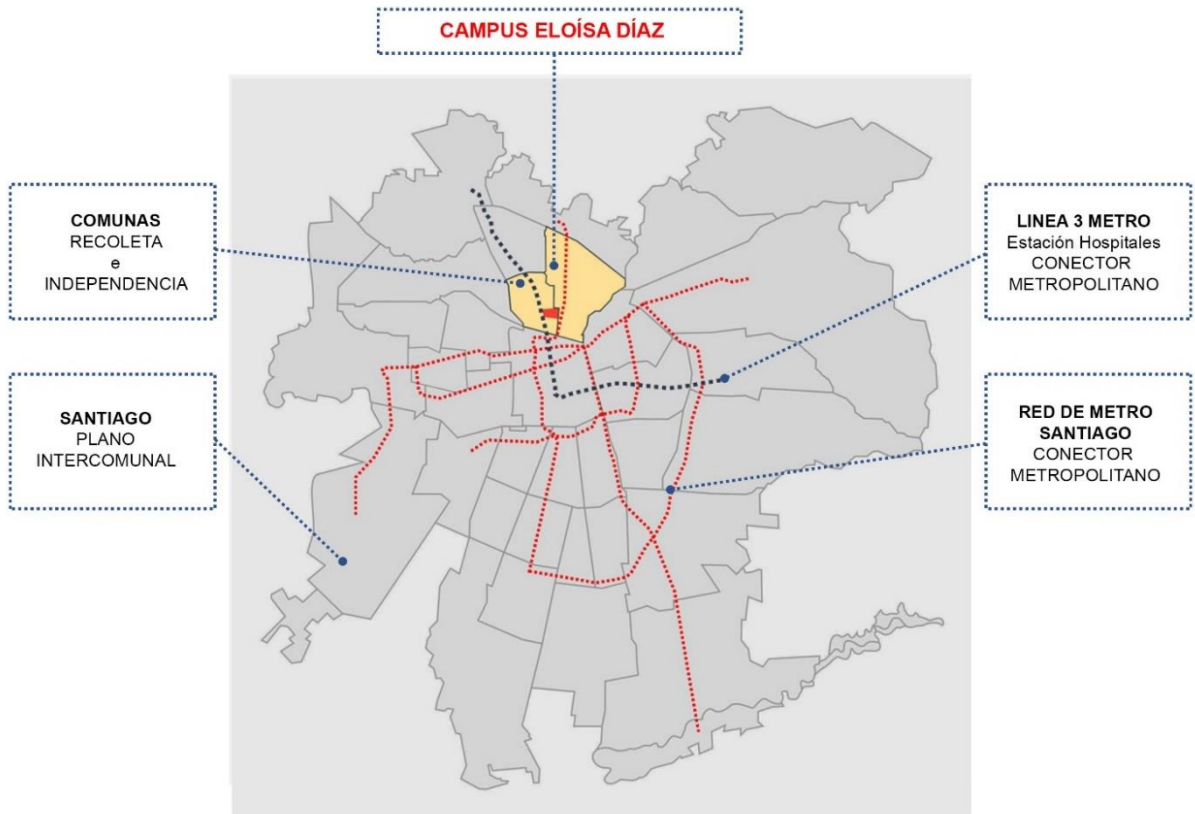 CAMPUS ELOÍSA DÍAZ
COMUNAS
RECOLETA
e
INDEPENDENCIA
LINEA 3 METRO
Estación Hospitales
CONECTOR
METROPOLITANO
SANTIAGO
PLANO
INTERCOMUNAL
RED DE METRO
SANTIAGO
CONECTOR
METROPOLITANO